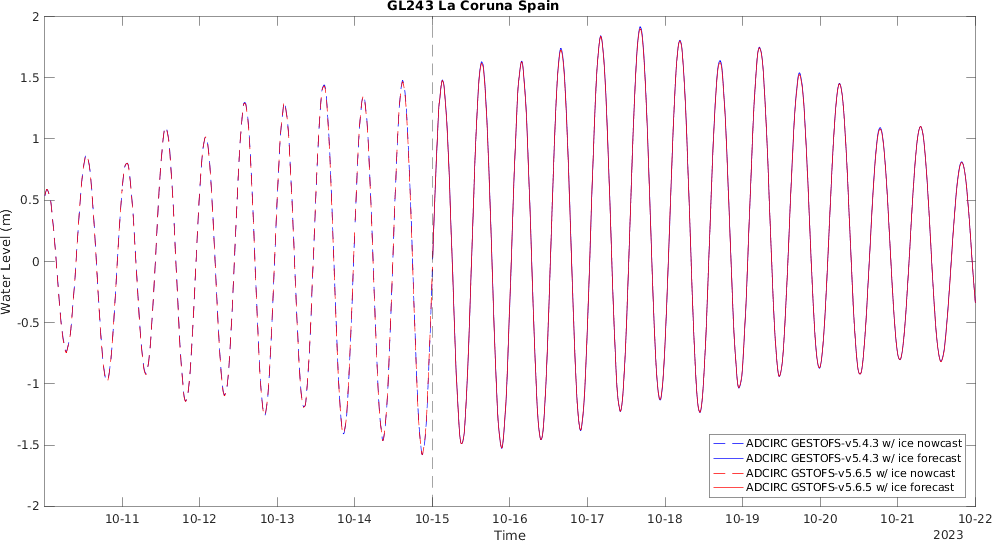 GL243 La Coruna Spain
2
1.5
1
0.5
0
-0.5
-1
-1.5
-2
Water Level (m)
ADCIRC GESTOFS-v5.4.3 w/ ice nowcast
ADCIRC GESTOFS-v5.4.3 w/ ice forecast
ADCIRC GSTOFS-v5.6.5 w/ ice nowcast
ADCIRC GSTOFS-v5.6.5 w/ ice forecast
10-11 10-12 10-13 10-14 10-15 10-16 10-17 10-18 10-19 10-20 10-21 10-22
Time
2023